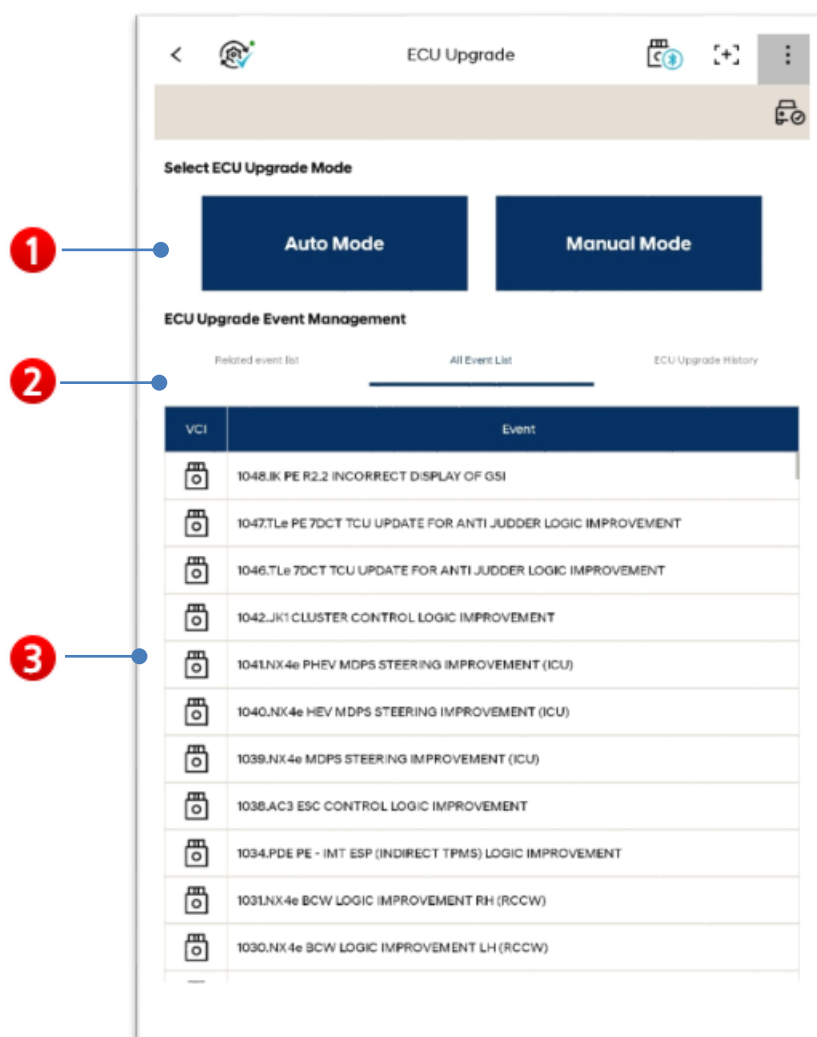 ECU Upgrade
Select ECU Upgrade Mode
1
Auto Mode Manual Mode
ECU Upgrade Event Management
2
Related event list All Event List ECU Upgrade History
VCI Event
1048.IK PE R2.2 INCORRECT DISPLAY OF GSI
1047.TLe PE 7DCT TCU UPDATE FOR ANTI JUDDER LOGIC IMPROVEMENT
1046.TLe 7DCT TCU UPDATE FOR ANTI JUDDER LOGIC IMPROVEMENT
1042.JK1 CLUSTER CONTROL LOGIC IMPROVEMENT
3
1041.NX4e PHEV MDPS STEERING IMPROVEMENT (ICU)
1040.NX4e HEV MDPS STEERING IMPROVEMENT (ICU)
1039.NX4e MDPS STEERING IMPROVEMENT (ICU)
1038.AC3 ESC CONTROL LOGIC IMPROVEMENT
1034.PDE PE - IMT ESP (INDIRECT TPMS) LOGIC IMPROVEMENT
1031.NX4e BCW LOGIC IMPROVEMENT RH (RCCW)
1030.NX4e BCW LOGIC IMPROVEMENT LH (RCCW)